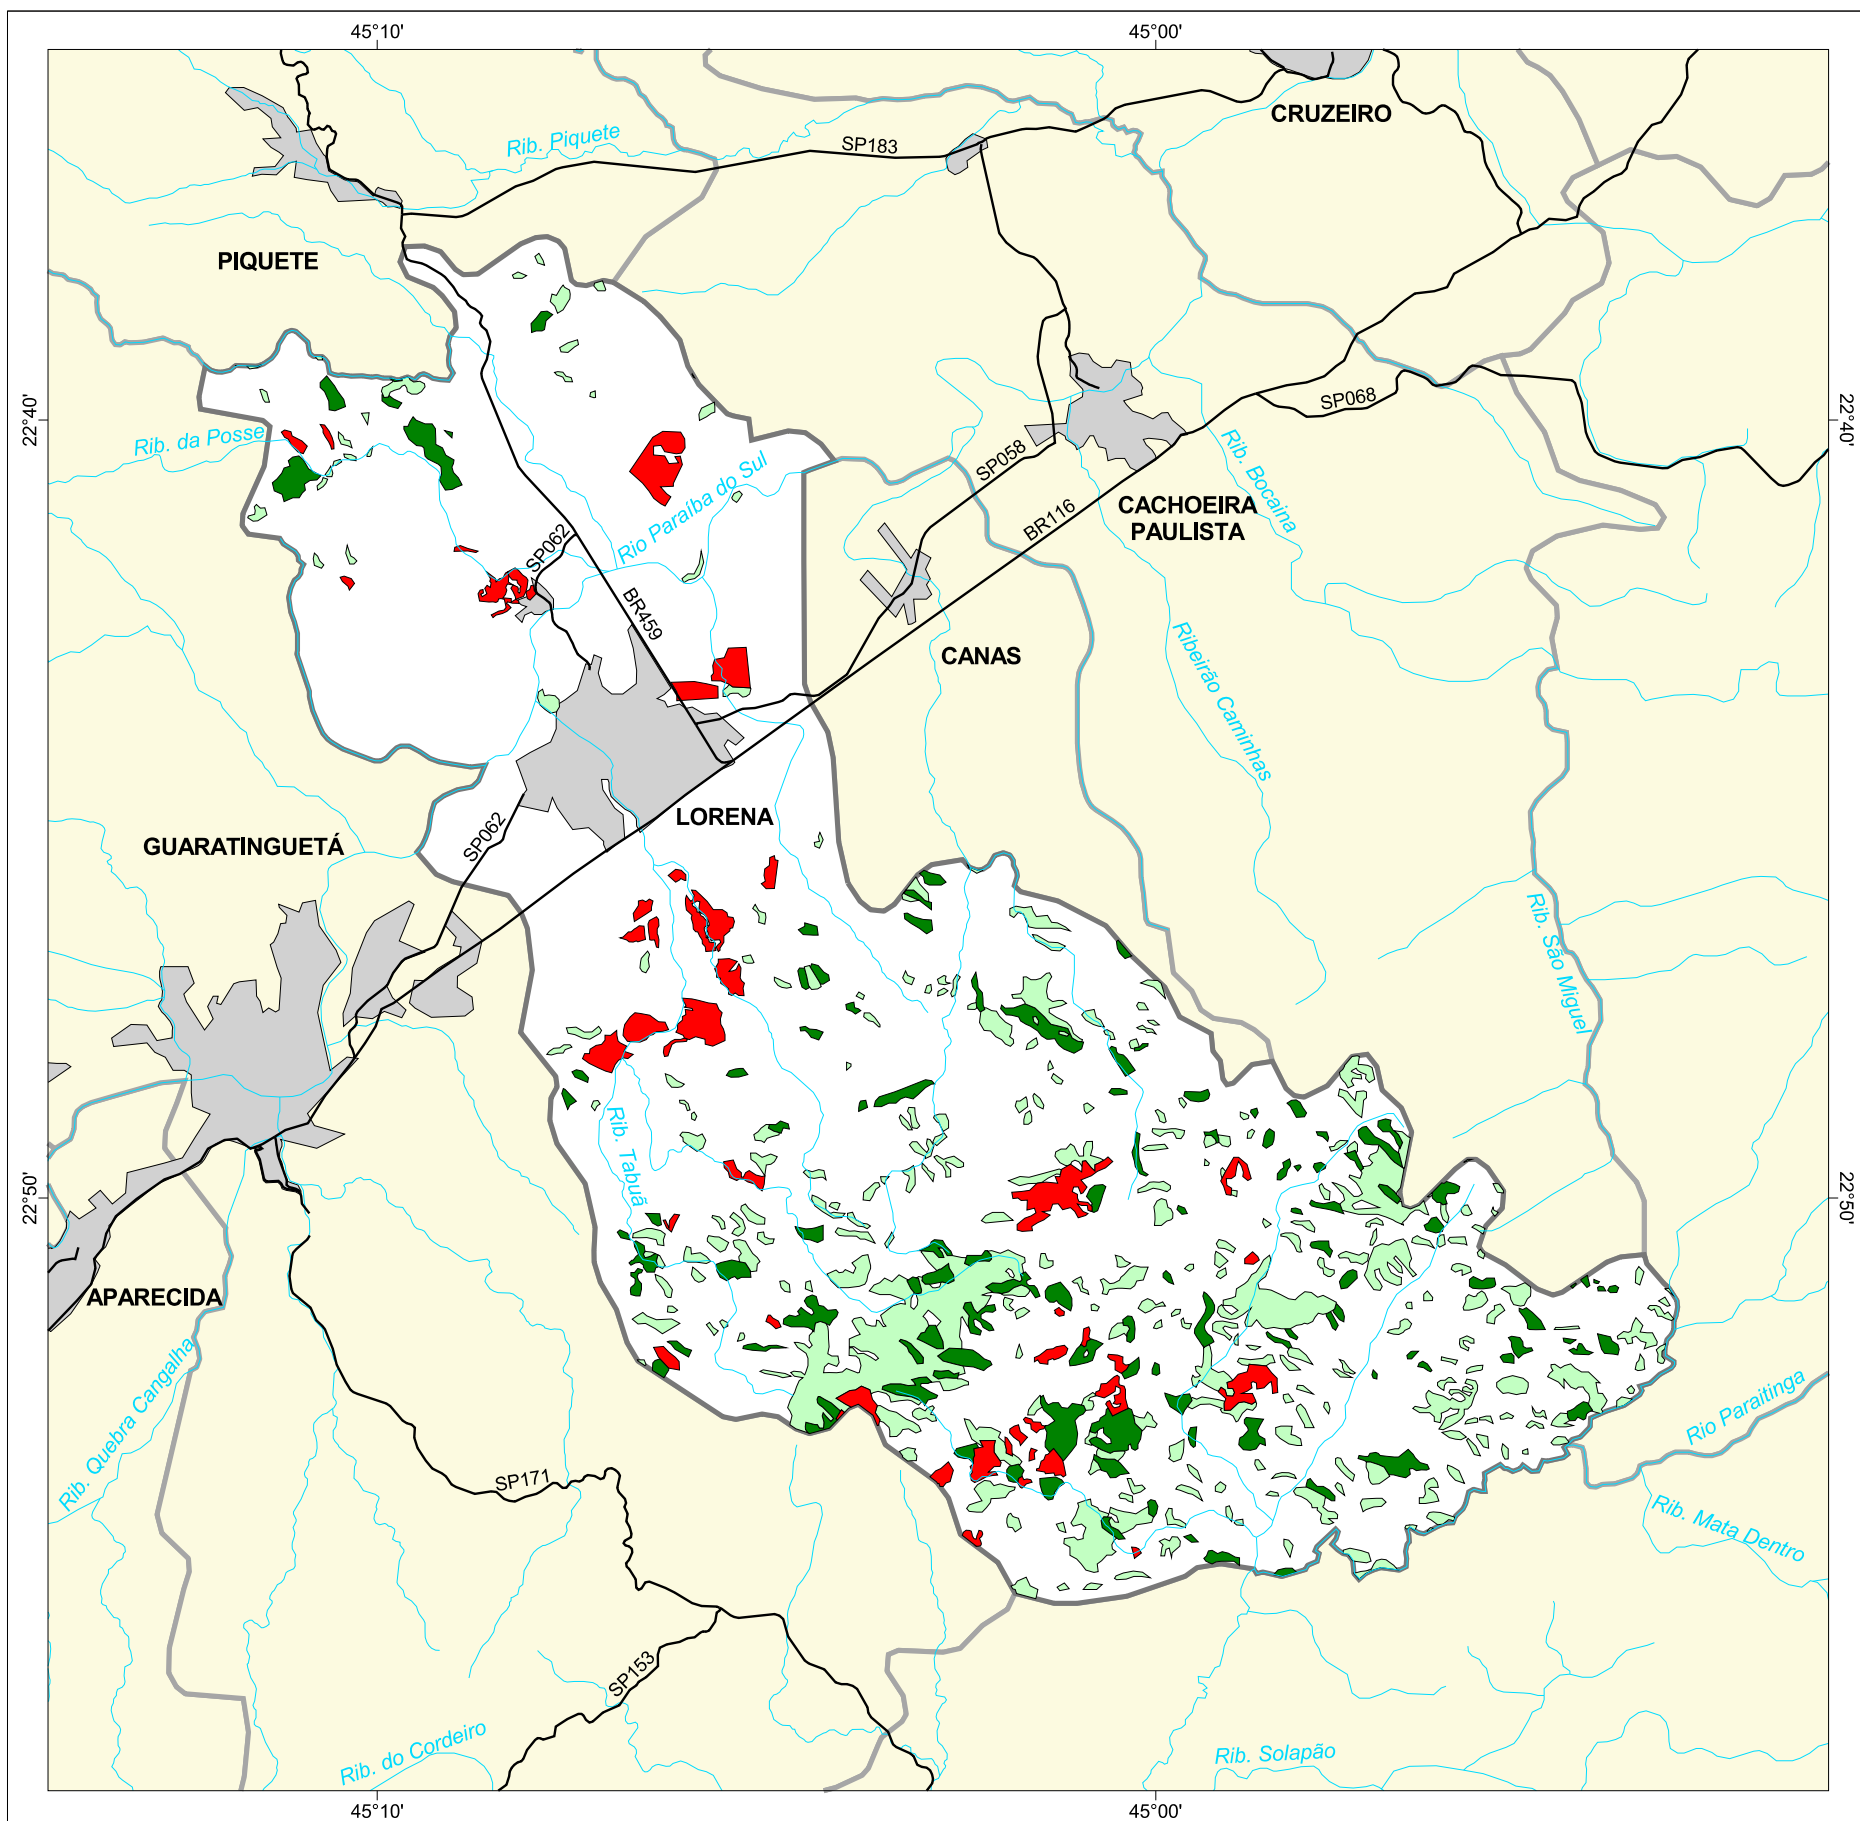 45°10'
45°00'
CRUZEIRO
Rib. Piquete
SP183
PIQUETE
22°40'
22°40'
SP068
Rib. da Posse
SP058
Rio Paraíba do Sul
Rib. Bocaina
CACHOEIRA
PAULISTA
BR116
SP062
BR459
CANAS
Ribeirão Caminhas
LORENA
SP062
GUARATINGUETÁ
Rib. São Miguel
Rib. Tabuã
22°50'
22°50'
APARECIDA
Rib. Quebra Cangalha
Rio Paraitinga
SP171
Rib. Mata Dentro
SP153
Rib. do Cordeiro
Rib. Solapão
45°10'
45°00'